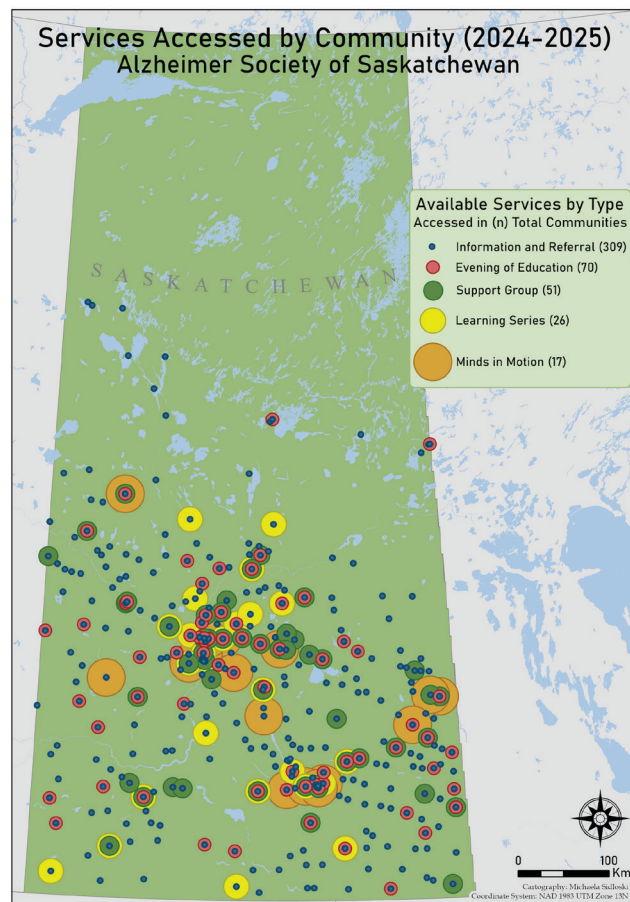 Services Accessed by Community (2024-2025)
Alzheimer Society of Saskatchewan
Available Services by Type
Accessed in (n) Total Communities
Information and Referral (309)
Evening of Education (70)
Support Group (51)
Learning Series (26)
Minds in Motion (17)
SASKATCHEWAN
0 100
Km
Cartography: Michaela Sidloski
Coordinate System: NAD 1983 UTM Zone 13N